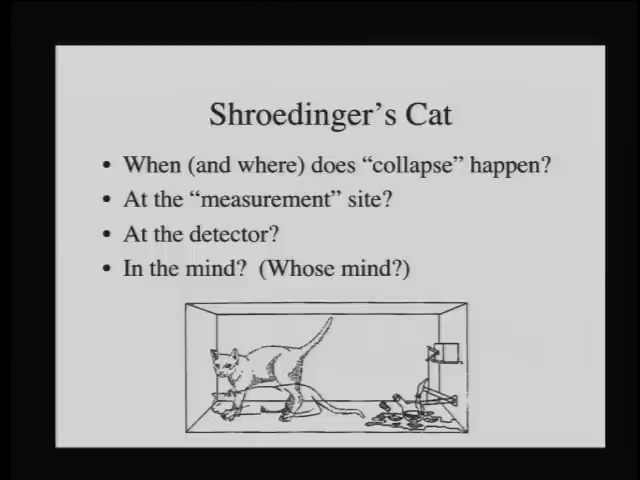 Shroedinger's Cat
• When (and where) does “collapse” happen?
• At the “measurement” site?
• At the detector?
• In the mind?  (Whose mind?)